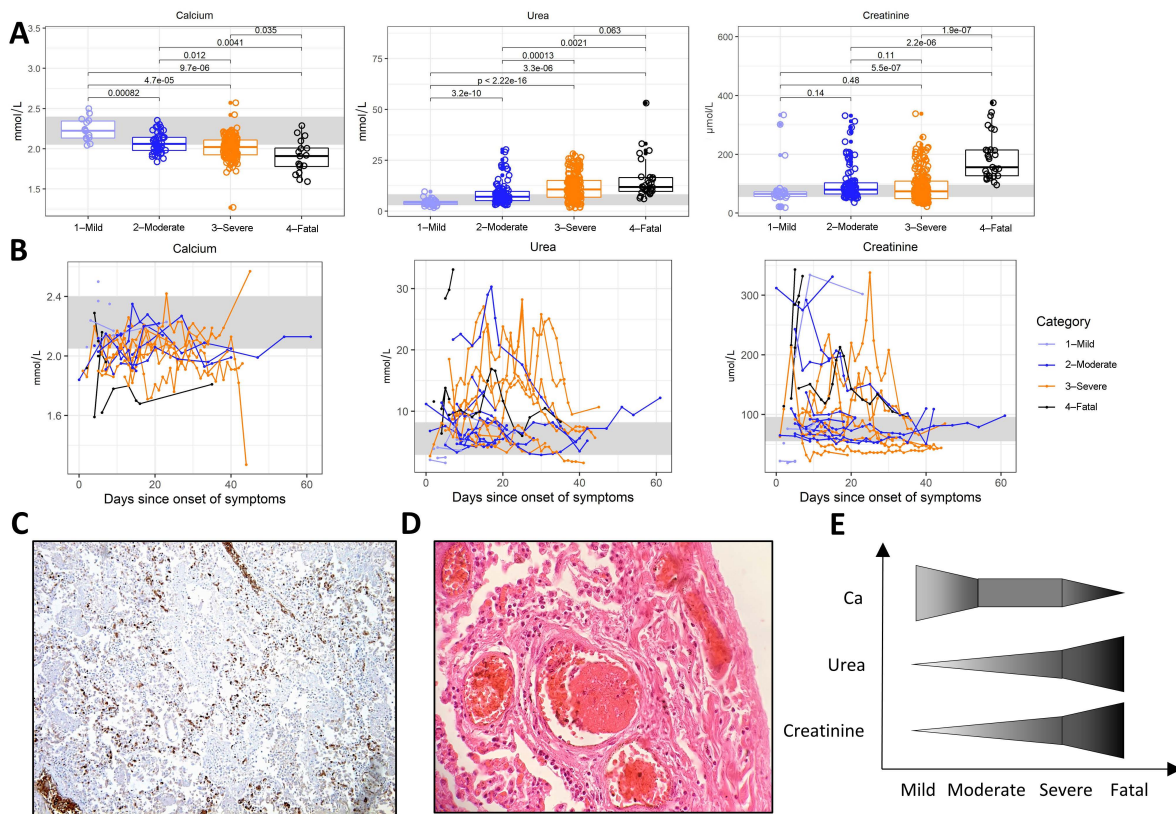 A
Calcium
3.5
3.0
2.5
2.0
1.5
mmol/L
0.035
0.0041
0.012
9.7e-06
4.7e-05
0.00082
1–Mild
2–Moderate
3–Severe
4–Fatal
Urea
75
50
25
0
mmol/L
0.063
0.0021
0.00013
3.3e-06
p < 2.22e-16
3.2e-10
1–Mild
2–Moderate
3–Severe
4–Fatal
Creatinine
600
400
200
100
0
µmol/L
1.9e-07
2.2e-06
0.11
5.5e-07
0.48
0.14
1–Mild
2–Moderate
3–Severe
4–Fatal
B
Calcium
2.4
2.0
1.6
mmol/L
0
20
40
60
Days since onset of symptoms
Urea
30
20
10
0
mmol/L
0
20
40
60
Days since onset of symptoms
Creatinine
300
200
100
0
umol/L
0
20
40
60
Days since onset of symptoms
Category
1–Mild
2–Moderate
3–Severe
4–Fatal
C
D
E
Ca
Urea
Creatinine
Mild Moderate Severe Fatal